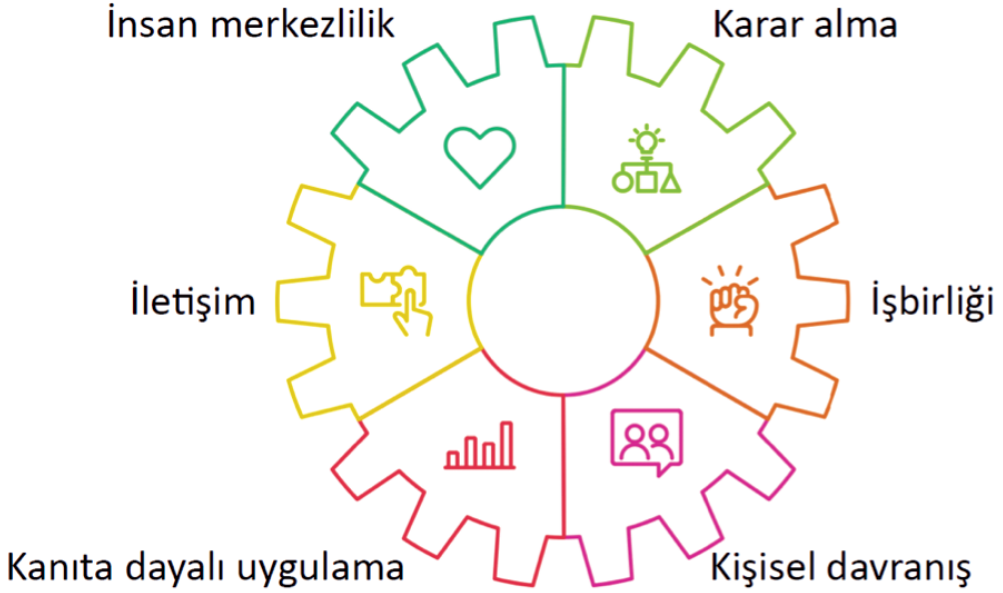 İnsan merkezlilik
Karar alma
İletişim
İşbirliği
Kanıta dayalı uygulama
Kişisel davranış